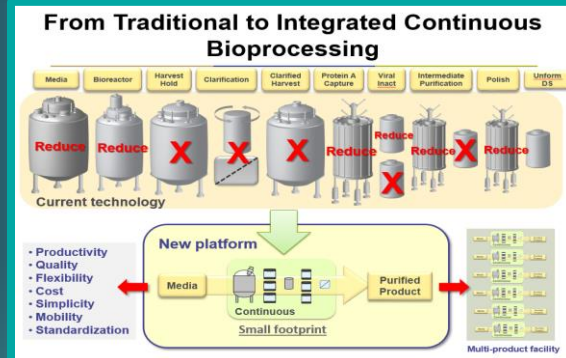 From Traditional to Integrated Continuous
Bioprocessing
Media
Bioreactor
Harvest
Hold
Clarification
Clarified
Harvest
Protein A
Capture
Viral
Inact
Intermediate
Purification
Polish
Unform
DS
Reduce
Reduce
X
X
X
Reduce
Reduce
X
Reduce
X
Reduce
Current technology
• Productivity
• Quality
• Flexibility
• Cost
• Simplicity
• Mobility
• Standardization
New platform
Media
Continuous
Purified
Product
Small footprint
Multi-product facility